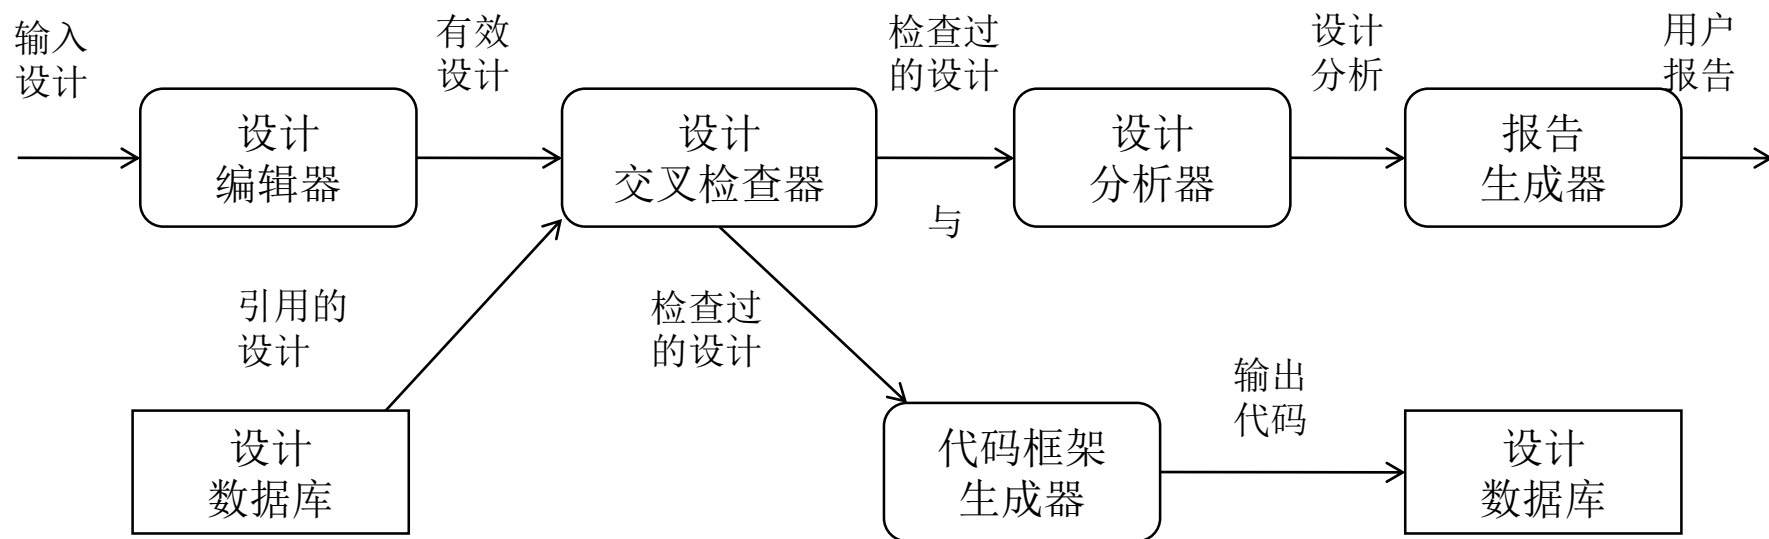 输入
设计
有效
设计
检查过
的设计
设计
分析
用户
报告
设计
编辑器
设计
交叉检查器
设计
分析器
报告
生成器
与
引用的
设计
检查过
的设计
输出
代码
设计
数据库
代码框架
生成器
设计
数据库